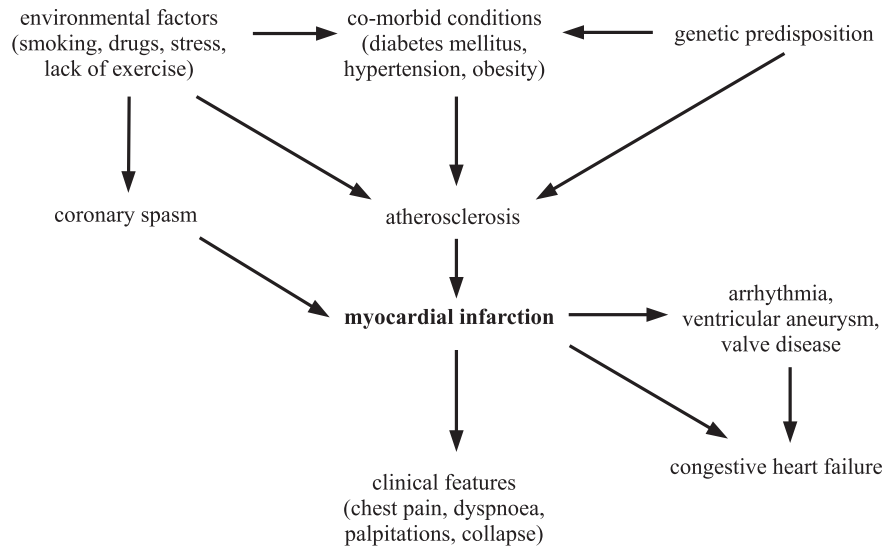 environmental factors
(smoking, drugs, stress,
lack of exercise)
co-morbid conditions
(diabetes mellitus,
hypertension, obesity)
genetic predisposition
coronary spasm
atherosclerosis
myocardial infarction
arrhythmia,
ventricular aneurysm,
valve disease
congestive heart failure
clinical features
(chest pain, dyspnoea,
palpitations, collapse)